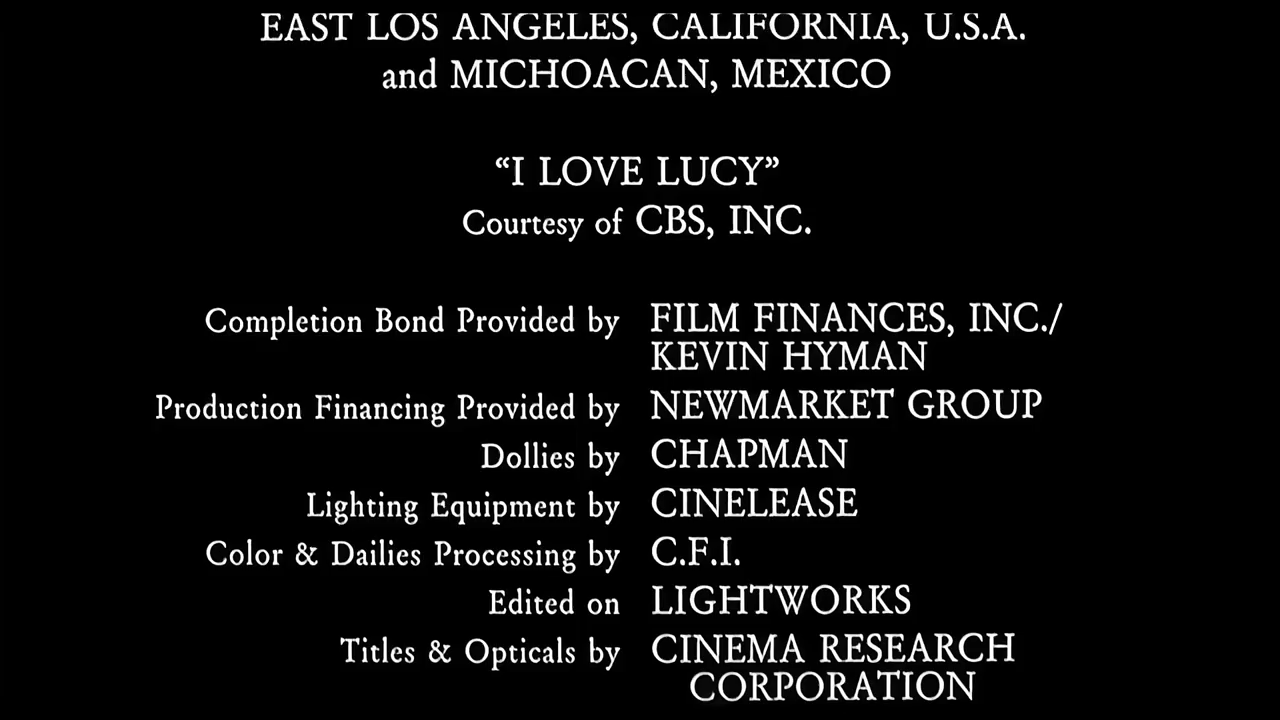 EAST LOS ANGELES, CALIFORNIA, U.S.A.
and MICHOACAN, MEXICO
“I LOVE LUCY”
Courtesy of CBS, INC.
Completion Bond Provided by FILM FINANCES, INC./
KEVIN HYMAN
Production Financing Provided by NEWMARKET GROUP
Dollies by CHAPMAN
Lighting Equipment by CINELEASE
Color & Dailies Processing by C.F.I.
Edited on LIGHTWORKS
Titles & Opticals by CINEMA RESEARCH
CORPORATION